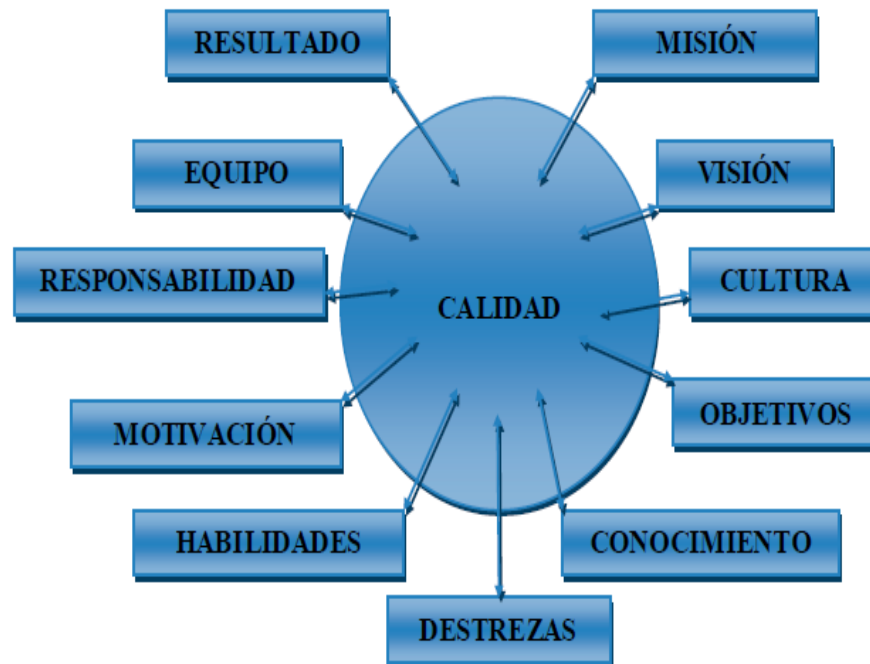 RESULTADO
MISIÓN
EQUIPO
VISIÓN
RESPONSABILIDAD
CULTURA
CALIDAD
OBJETIVOS
MOTIVACIÓN
HABILIDADES
CONOCIMIENTO
DESTREZAS